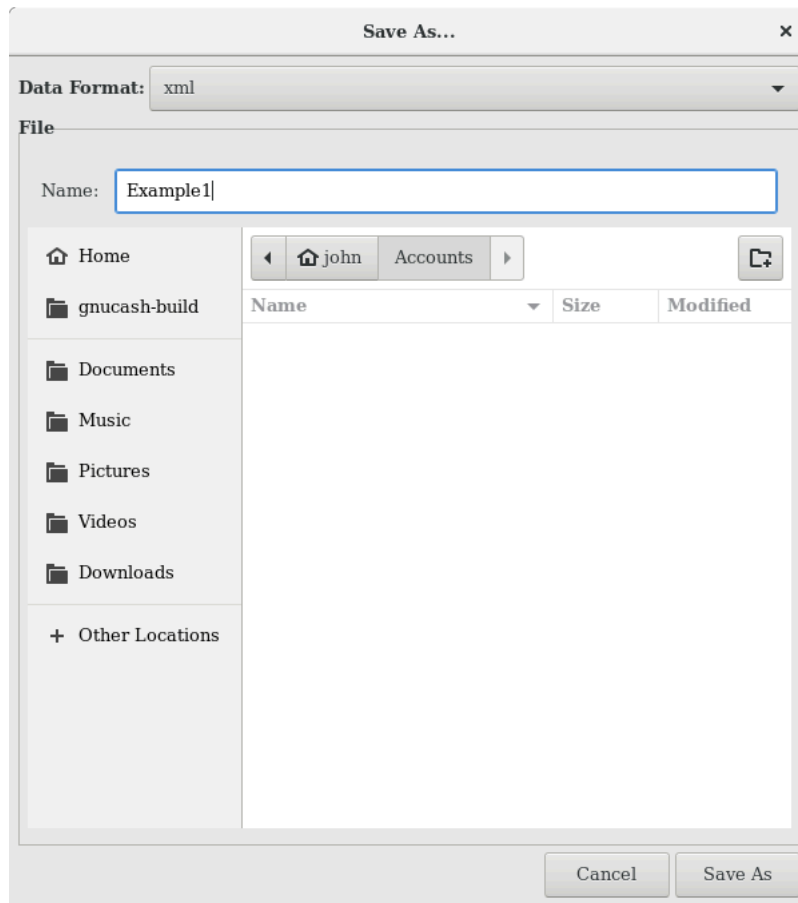 Save As...
Data Format: xml
File
Name: Example1
Home
gnucash-build
Documents
Music
Pictures
Videos
Downloads
Other Locations
john Accounts
Name Size Modified
Cancel Save As